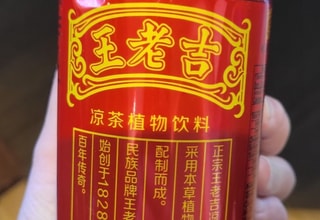 王老吉
凉茶植物饮料
正宗王老吉凉
采用本草植物
配制而成。
民族品牌王老
始创于1828
百年传奇。